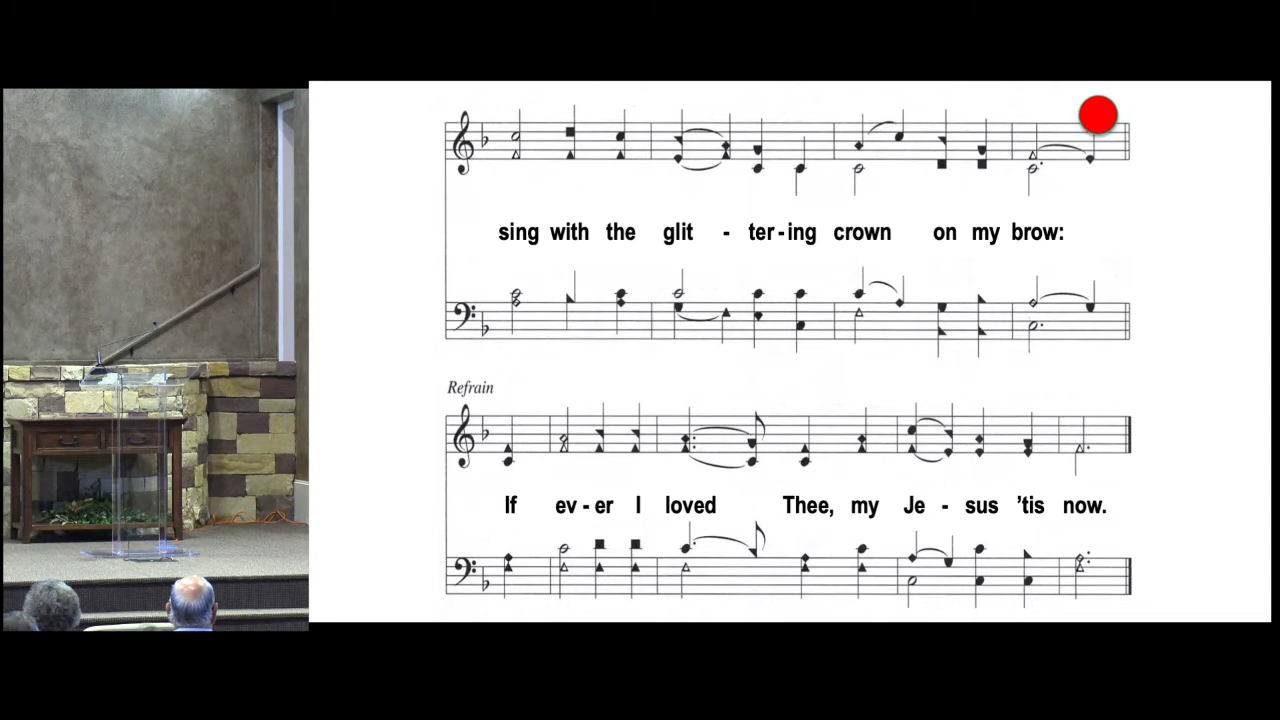 sing with the glit - ter - ing crown on my brow:
Refrain
If ev - er I loved Thee, my Je - sus ’tis now.